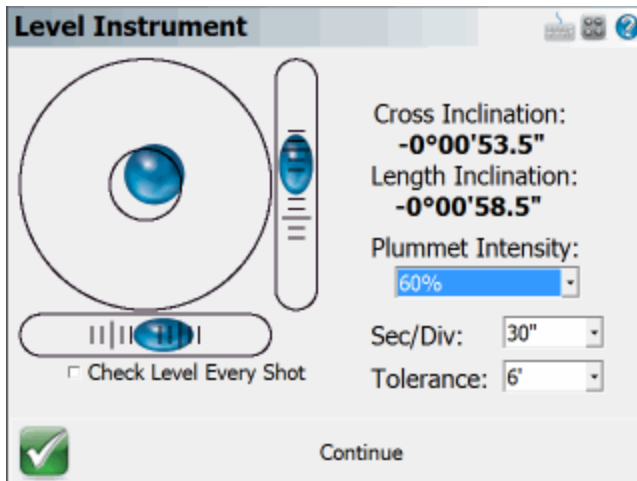 Level Instrument
Cross Inclination:
-0°00'53.5"
Length Inclination:
-0°00'58.5"
Plummet Intensity:
60%
Sec/Div: 30"
Check Level Every Shot
Tolerance: 6'
Continue